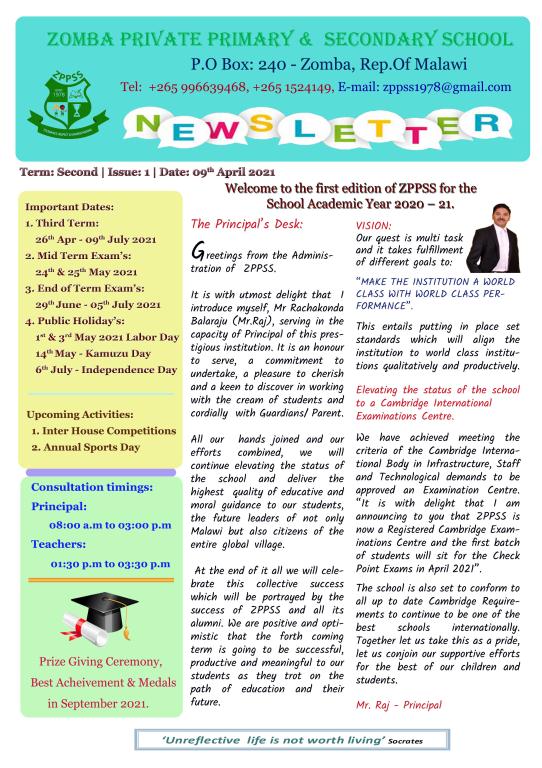 ZOMBA PRIVATE PRIMARY & SECONDARY SCHOOL
P.O Box: 240 - Zomba, Rep.Of Malawi
Tel: +265 996639468, +265 1524149, E-mail: zppss1978@gmail.com
ZPPSS
1978
NEWSLETTER
Term: Second | Issue: 1 | Date: 09th April 2021
Important Dates:
1. Third Term:
26th Apr - 09th July 2021
2. Mid Term Exam's:
24th & 25th May 2021
3. End of Term Exam's:
29th June - 05th July 2021
4. Public Holiday's:
1st & 3rd May 2021 Labor Day
14th May - Kamuzu Day
6th July - Independence Day
Upcoming Activities:
1. Inter House Competitions
2. Annual Sports Day
Consultation timings:
Principal:
08:00 a.m to 03:00 p.m
Teachers:
01:30 p.m to 03:30 p.m
Prize Giving Ceremony,
Best Acheivement & Medals
in September 2021.
Welcome to the first edition of ZPPSS for the
School Academic Year 2020 – 21.
The Principal's Desk:
Greetings from the Adminis-
tration of ZPPSS.
It is with utmost delight that I
introduce myself, Mr Rachakonda
Balaraju (Mr.Raj), serving in the
capacity of Principal of this pres-
tigious institution. It is an honour
to serve, a commitment to
undertake, a pleasure to cherish
and a keen to discover in working
with the cream of students and
cordially with Guardians/ Parent.
All our hands joined and our
efforts combined, we will
continue elevating the status of
the school and deliver the
highest quality of educative and
moral guidance to our students,
the future leaders of not only
Malawi but also citizens of the
entire global village.
At the end of it all we will cele-
brate this collective success
which will be portrayed by the
success of ZPPSS and all its
alumni. We are positive and opti-
mistic that the forth coming
term is going to be successful,
productive and meaningful to our
students as they trot on the
path of education and their
future.
VISION:
Our quest is multi task
and it takes fulfillment
of different goals to:
"MAKE THE INSTITUTION A WORLD
CLASS WITH WORLD CLASS PER-
FORMANCE".
This entails putting in place set
standards which will align the
institution to world class institu-
tions qualitatively and productively.
Elevating the status of the school
to a Cambridge International
Examinations Centre.
We have achieved meeting the
criteria of the Cambridge Interna-
tional Body in Infrastructure, Staff
and Technological demands to be
approved an Examination Centre.
"It is with delight that I am
announcing to you that ZPPSS is
now a Registered Cambridge Exam-
inations Centre and the first batch
of students will sit for the Check
Point Exams in April 2021".
The school is also set to conform to
all up to date Cambridge Require-
ments to continue to be one of the
best schools internationally.
Together let us take this as a pride,
let us conjoin our supportive efforts
for the best of our children and
students.
Mr. Raj - Principal
'Unreflective life is not worth living' Socrates